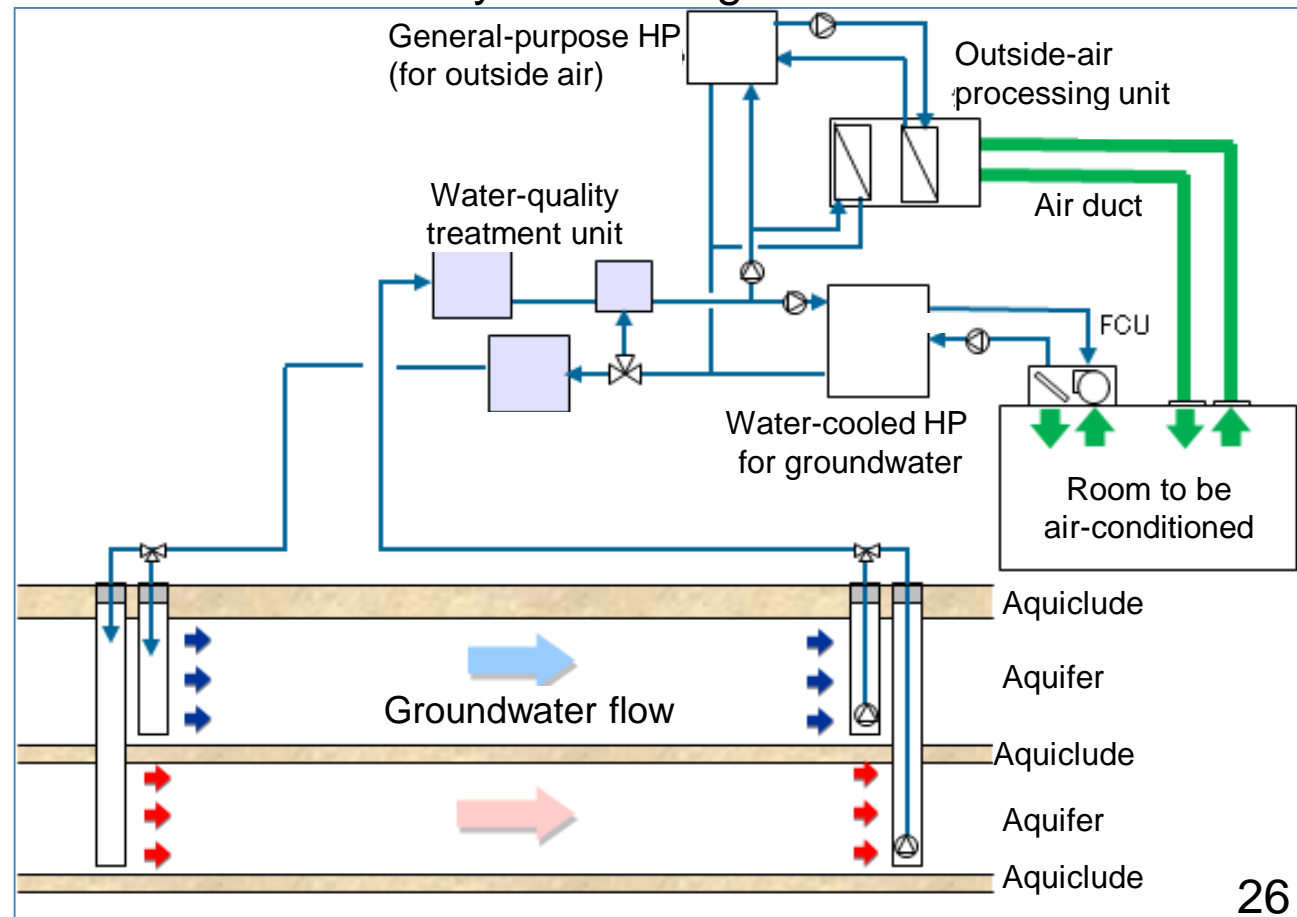 General-purpose HP
(for outside air)
Outside-air
processing unit
Water-quality
treatment unit
Air duct
FCU
Water-cooled HP
for groundwater
Room to be
air-conditioned
Aquiclude
Aquifer
Groundwater flow
Aquiclude
Aquifer
Aquiclude
26